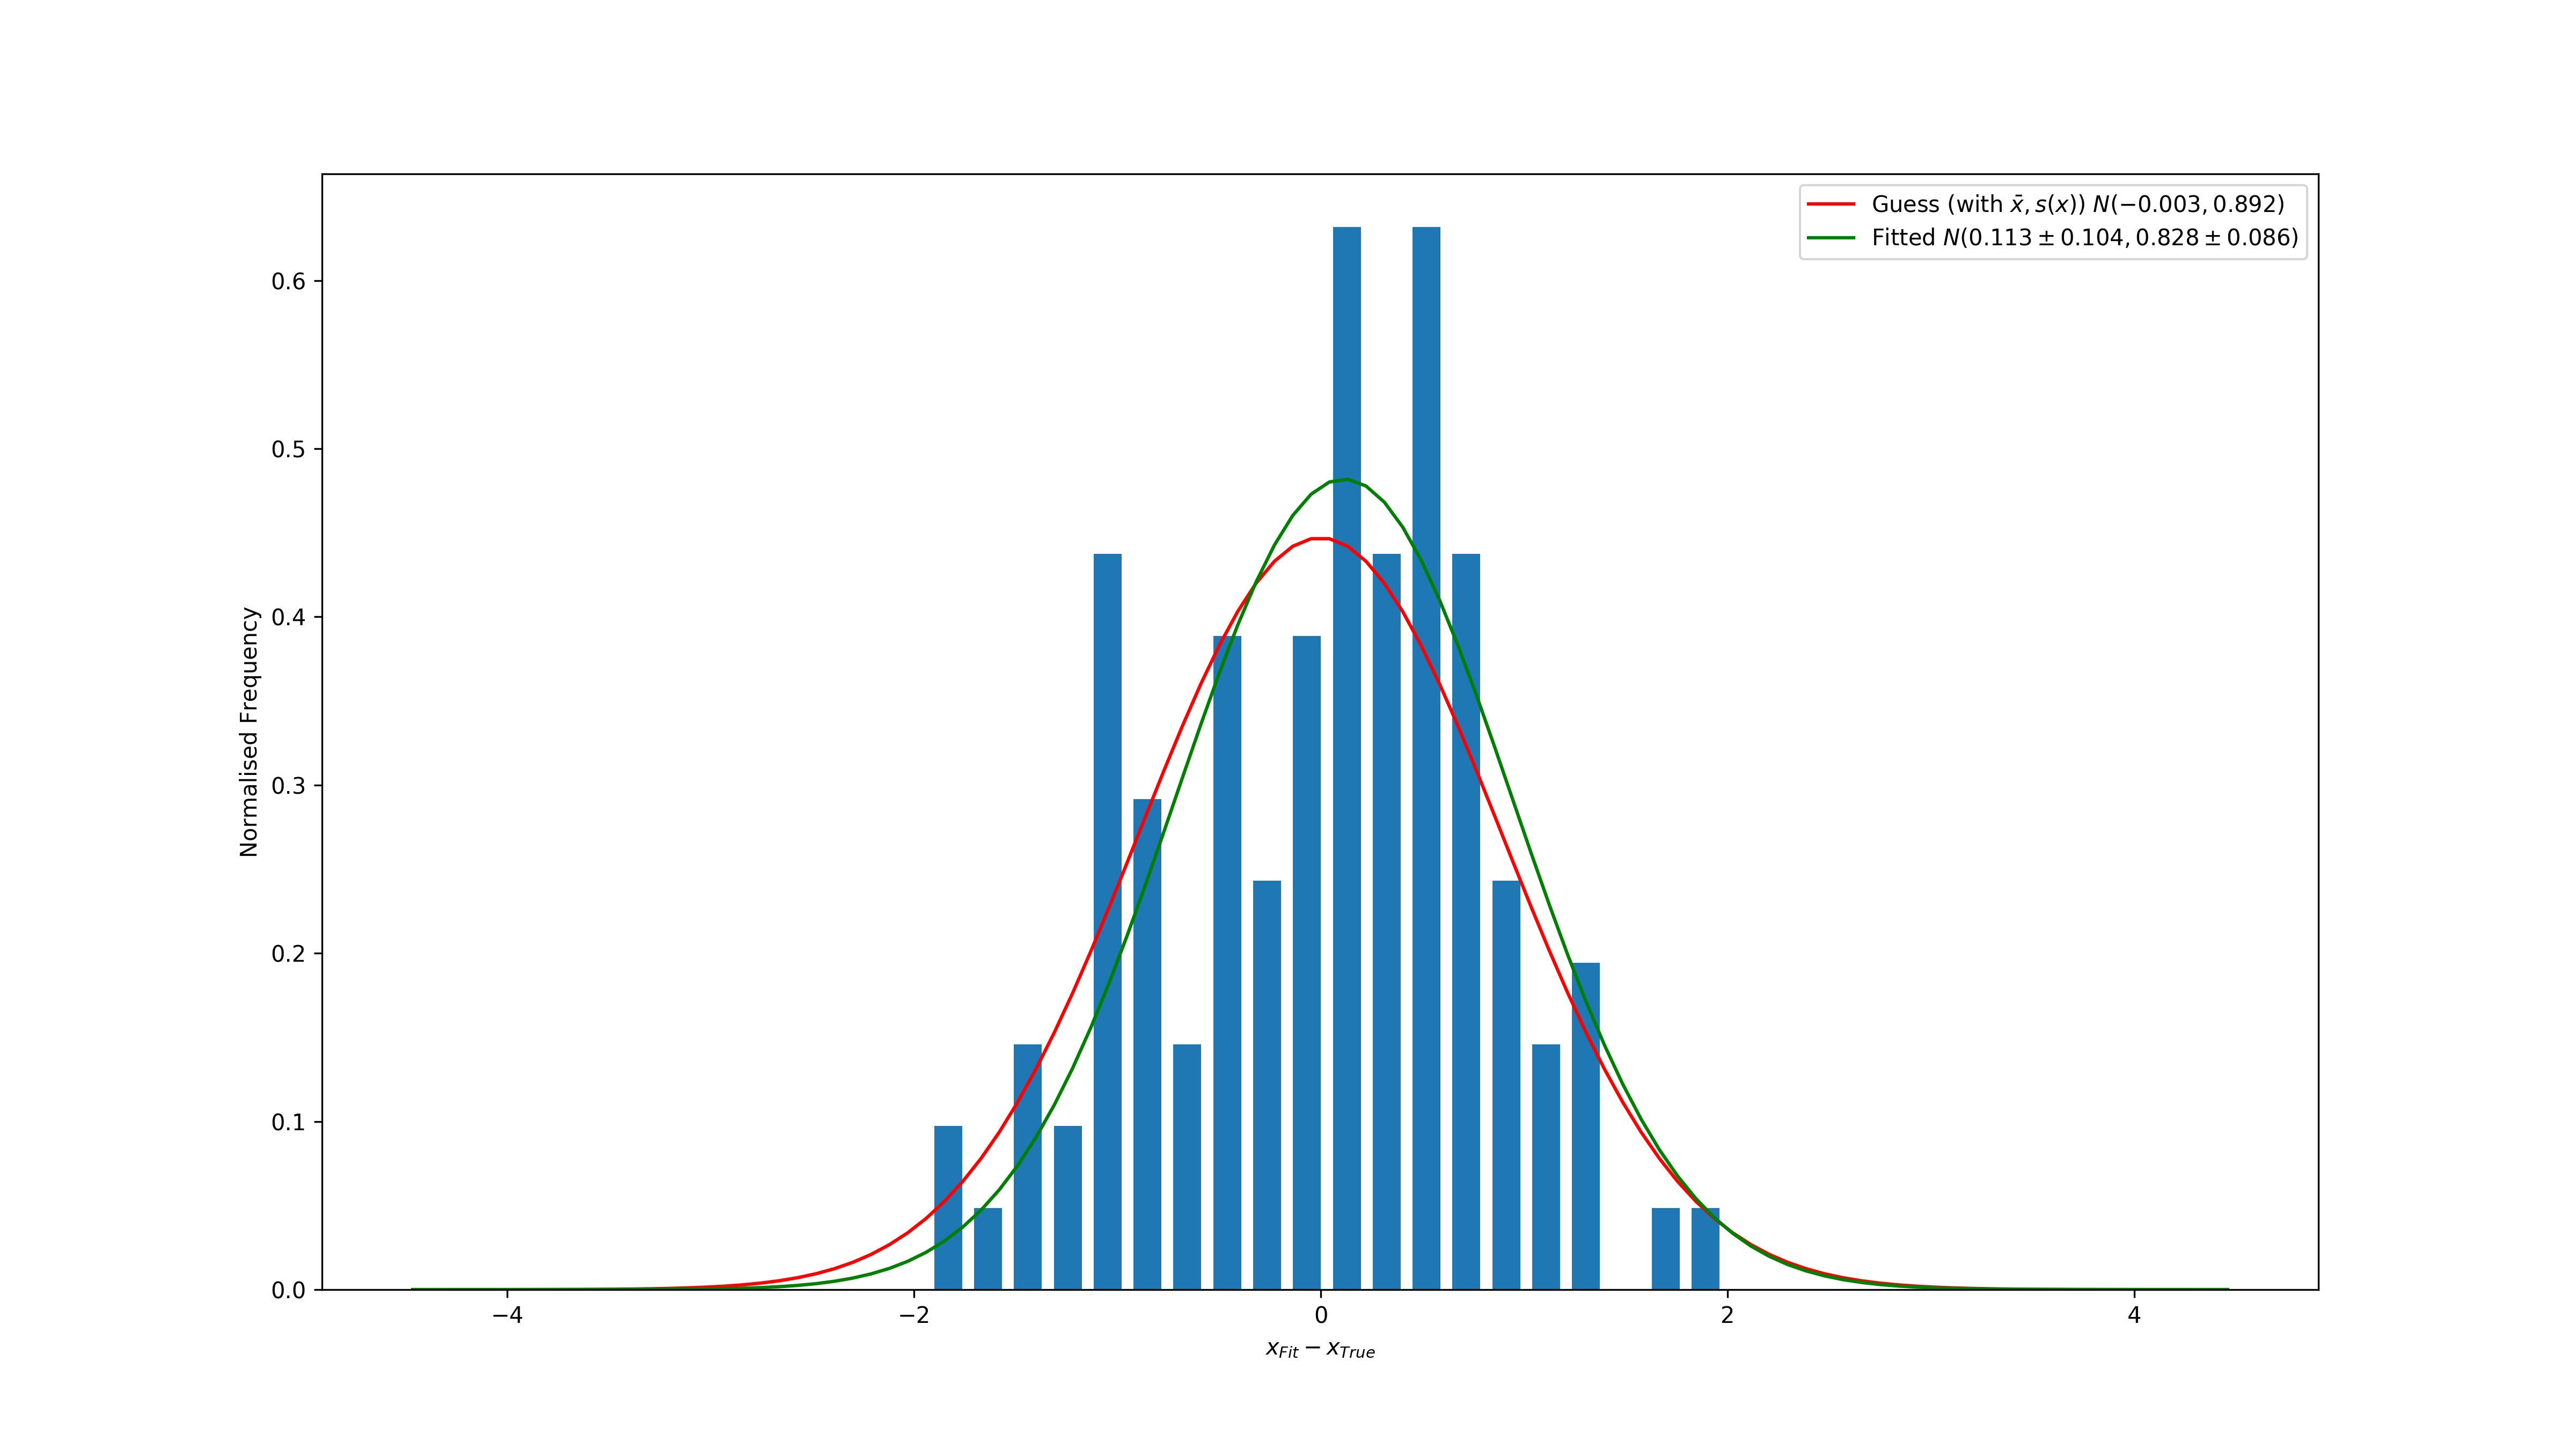 Guess (with x̄, s(x)) N(−0.003, 0.892)
Fitted N(0.113 ± 0.104, 0.828 ± 0.086)
Normalised Frequency
0.6
0.5
0.4
0.3
0.2
0.1
0.0
−4 −2 0 2 4
x_Fit − x_True